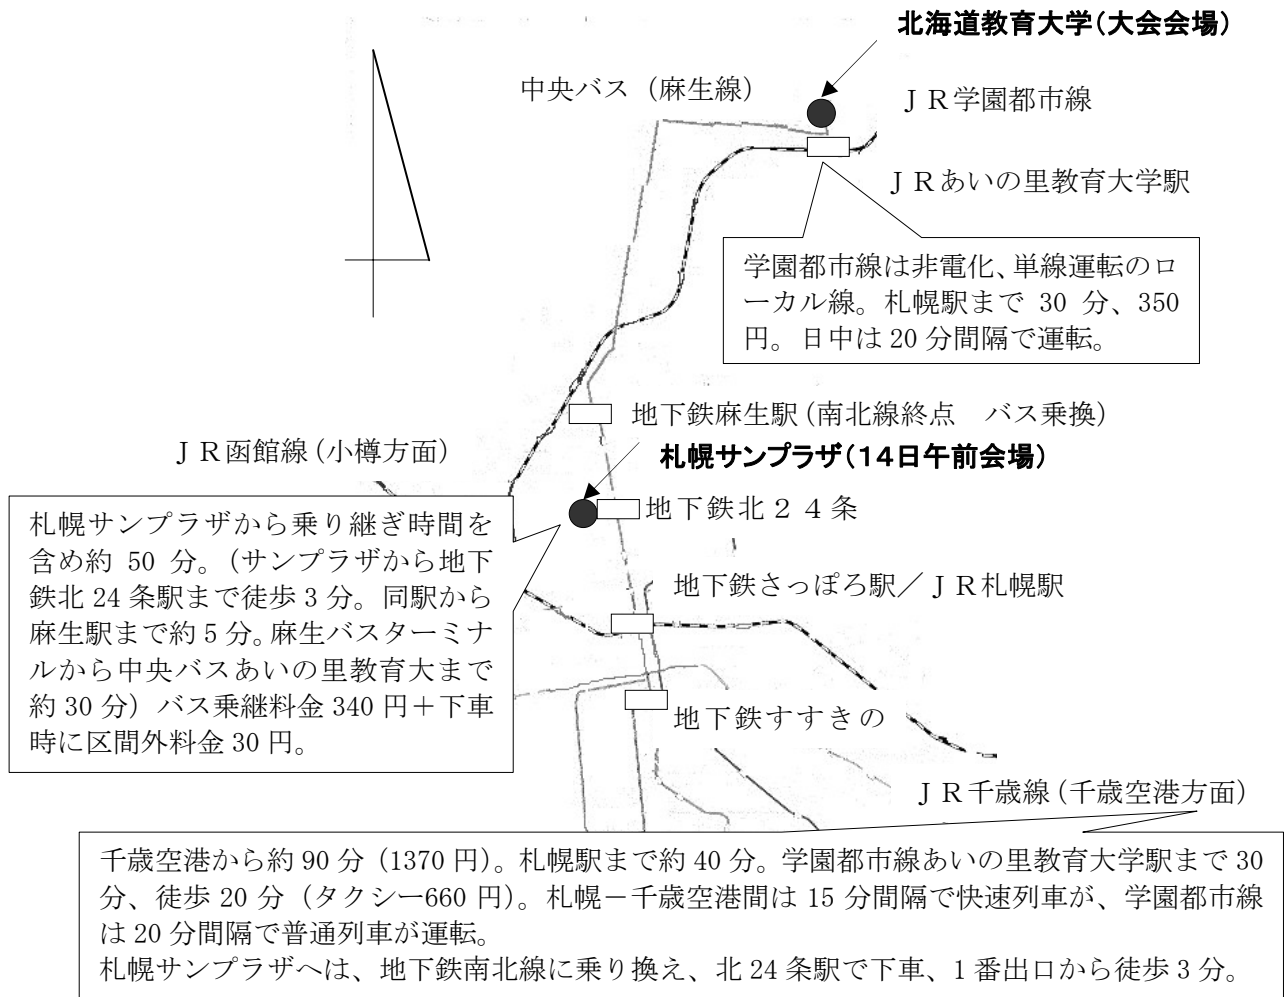 北海道教育大学(大会会場)
中央バス (麻生線)
ＪＲ学園都市線
ＪＲあいの里教育大学駅
学園都市線は非電化、単線運転のロ
ーカル線。札幌駅まで 30 分、350
円。日中は 20 分間隔で運転。
地下鉄麻生駅(南北線終点　バス乗換)
ＪＲ函館線(小樽方面)
札幌サンプラザ(14日午前会場)
地下鉄北２４条
札幌サンプラザから乗り継ぎ時間を
含め約 50 分。(サンプラザから地下
鉄北 24 条駅まで徒歩 3 分。同駅から
麻生駅まで約 5 分。麻生バスターミナ
ルから中央バスあいの里教育大まで
約 30 分）バス乗継料金 340 円＋下車
時に区間外料金 30 円。
地下鉄さっぽろ駅／ＪＲ札幌駅
地下鉄すすきの
ＪＲ千歳線(千歳空港方面)
千歳空港から約 90 分 (1370 円)。札幌駅まで約 40 分。学園都市線あいの里教育大学駅まで 30
分、徒歩 20 分（タクシー660 円）。札幌－千歳空港間は 15 分間隔で快速列車が、学園都市線
は 20 分間隔で普通列車が運転。
札幌サンプラザへは、地下鉄南北線に乗り換え、北 24 条駅で下車、1 番出口から徒歩 3 分。